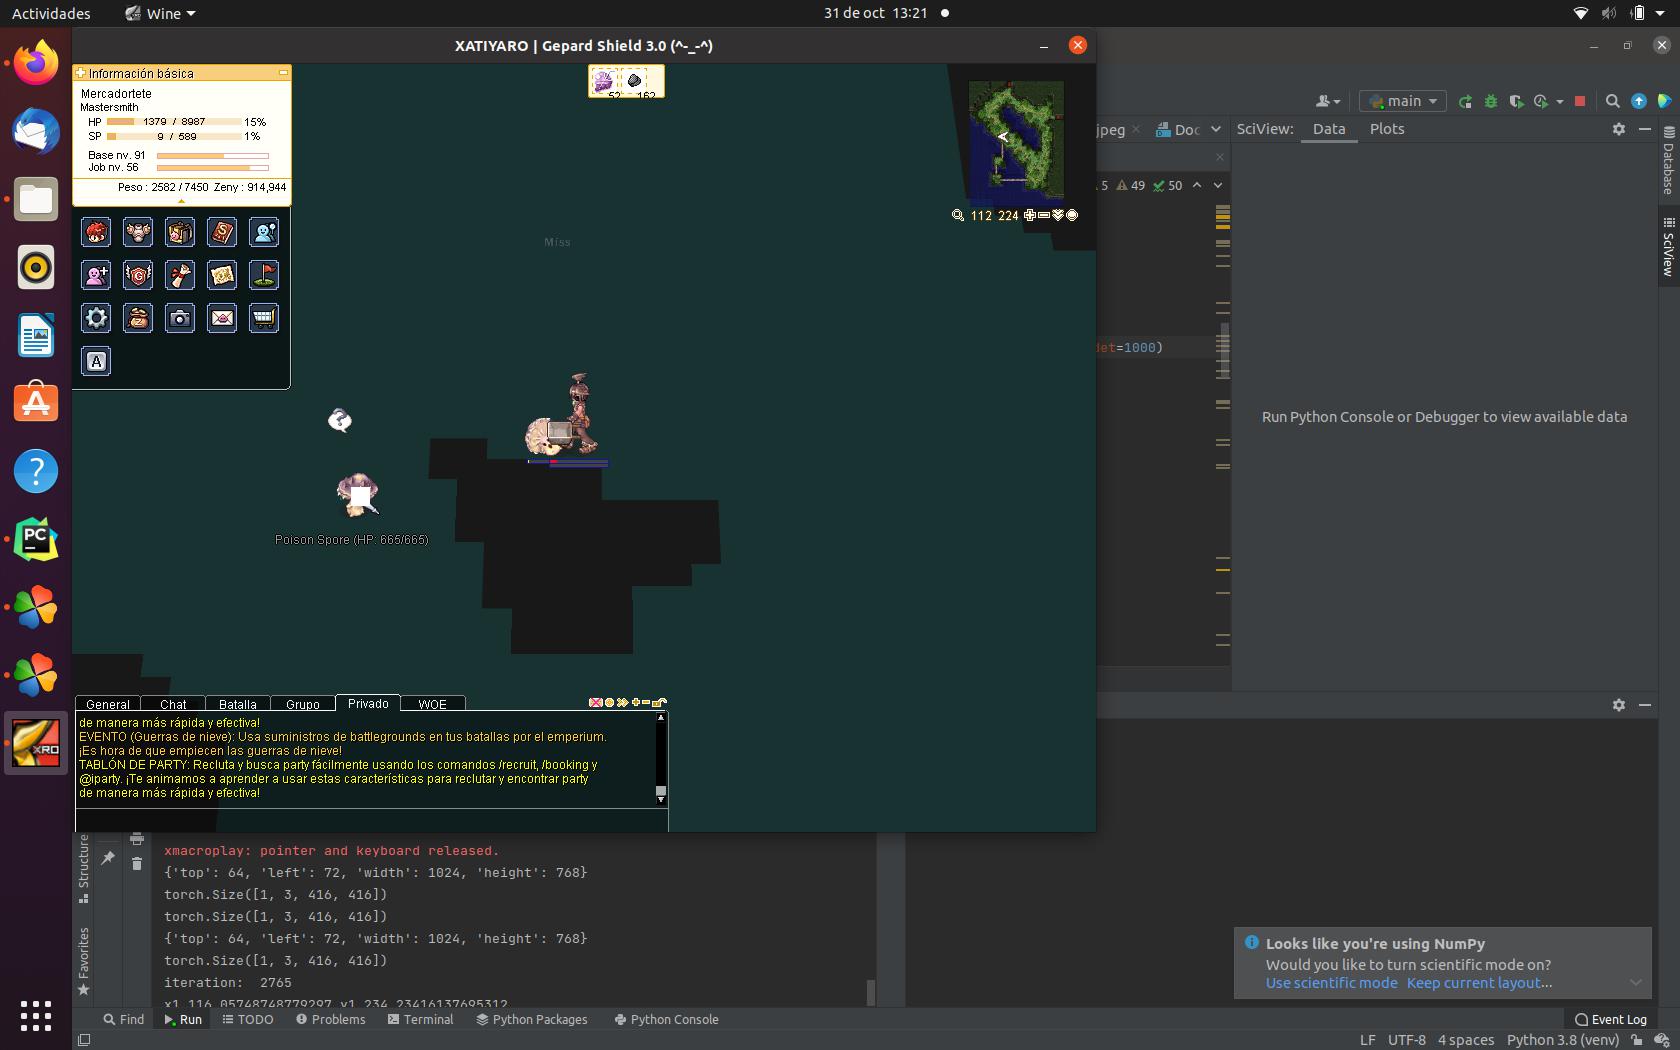 Actividades
Wine
31 de oct 13:21
XATIYARO | Gepard Shield 3.0 (^-_-^)
Información básica
Mercadortete
Mastersmith
HP 1379 / 8987 15%
SP 9 / 589 1%
Base nv. 91
Job nv. 56
Peso : 2582 / 7450 Zeny : 914,944
52 162
112 224
Miss
Poison Spore (HP: 665/665)
General Chat Batalla Grupo Privado WOE
de manera más rápida y efectiva!
EVENTO (Guerras de nieve): Usa suministros de battlegrounds en tus batallas por el emperium.
¡Es hora de que empiecen las guerras de nieve!
TABLÓN DE PARTY: Recluta y busca party fácilmente usando los comandos /recruit, /booking y
@iparty. ¡Te animamos a aprender a usar estas características para reclutar y encontrar party
de manera más rápida y efectiva!
main
jpeg Doc
SciView: Data Plots
5 49 50
det=1000)
Run Python Console or Debugger to view available data
Database
SciView
PC
XRO
A
Structure
Favorites
xmacroplay: pointer and keyboard released.
{'top': 64, 'left': 72, 'width': 1024, 'height': 768}
torch.Size([1, 3, 416, 416])
torch.Size([1, 3, 416, 416])
{'top': 64, 'left': 72, 'width': 1024, 'height': 768}
torch.Size([1, 3, 416, 416])
iteration: 2765
x1 116.05748748779297 y1 234.23416137695312
Looks like you're using NumPy
Would you like to turn scientific mode on?
Use scientific mode Keep current layout...
Find Run TODO Problems Terminal Python Packages Python Console
Event Log
LF UTF-8 4 spaces Python 3.8 (venv)